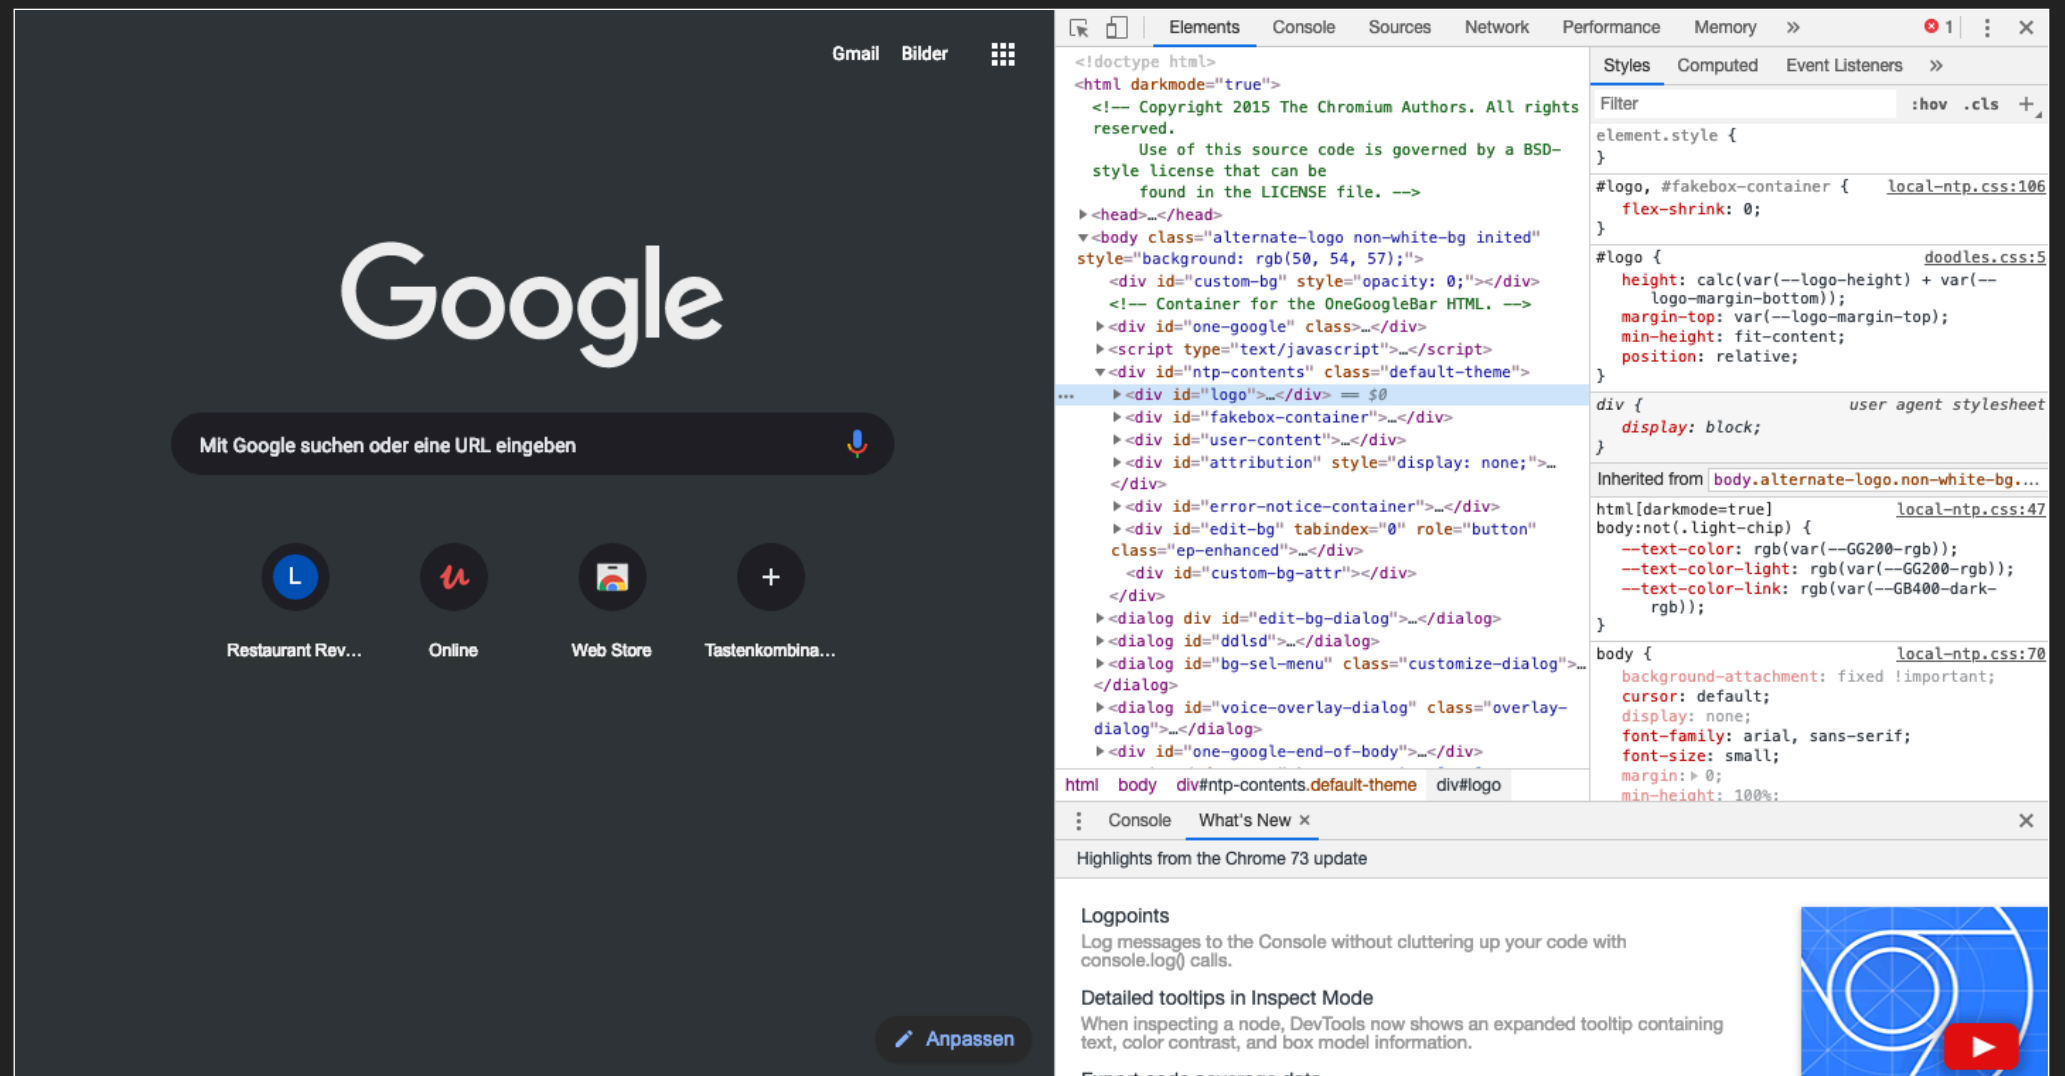 Gmail Bilder
Google
Mit Google suchen oder eine URL eingeben
L
Restaurant Rev... Online Web Store Tastenkombina...
Anpassen
Elements Console Sources Network Performance Memory » 1
<!doctype html>
<html darkmode="true">
<!-- Copyright 2015 The Chromium Authors. All rights
reserved.
Use of this source code is governed by a BSD-
style license that can be
found in the LICENSE file. -->
<head>…</head>
<body class="alternate-logo non-white-bg inited"
style="background: rgb(50, 54, 57);">
<div id="custom-bg" style="opacity: 0;"></div>
<!-- Container for the OneGoogleBar HTML. -->
<div id="one-google" class>…</div>
<script type="text/javascript">…</script>
<div id="ntp-contents" class="default-theme">
… <div id="logo">…</div> == $0
<div id="fakebox-container">…</div>
<div id="user-content">…</div>
<div id="attribution" style="display: none;">…
</div>
<div id="error-notice-container">…</div>
<div id="edit-bg" tabindex="0" role="button"
class="ep-enhanced">…</div>
<div id="custom-bg-attr"></div>
</div>
<dialog div id="edit-bg-dialog">…</dialog>
<dialog id="ddlsd">…</dialog>
<dialog id="bg-sel-menu" class="customize-dialog">…
</dialog>
<dialog id="voice-overlay-dialog" class="overlay-
dialog">…</dialog>
<div id="one-google-end-of-body">…</div>
html body div#ntp-contents.default-theme div#logo
Styles Computed Event Listeners »
Filter :hov .cls +
element.style {
}
#logo, #fakebox-container { local-ntp.css:106
flex-shrink: 0;
}
#logo { doodles.css:5
height: calc(var(--logo-height) + var(--
logo-margin-bottom));
margin-top: var(--logo-margin-top);
min-height: fit-content;
position: relative;
}
div { user agent stylesheet
display: block;
}
Inherited from body.alternate-logo.non-white-bg.…
html[darkmode=true] local-ntp.css:47
body:not(.light-chip) {
--text-color: rgb(var(--GG200-rgb));
--text-color-light: rgb(var(--GG200-rgb));
--text-color-link: rgb(var(--GB400-dark-
rgb));
}
body { local-ntp.css:70
background-attachment: fixed !important;
cursor: default;
display: none;
font-family: arial, sans-serif;
font-size: small;
margin: 0;
min-height: 100%;
Console What's New ×
Highlights from the Chrome 73 update
Logpoints
Log messages to the Console without cluttering up your code with
console.log() calls.
Detailed tooltips in Inspect Mode
When inspecting a node, DevTools now shows an expanded tooltip containing
text, color contrast, and box model information.
Export code coverage data